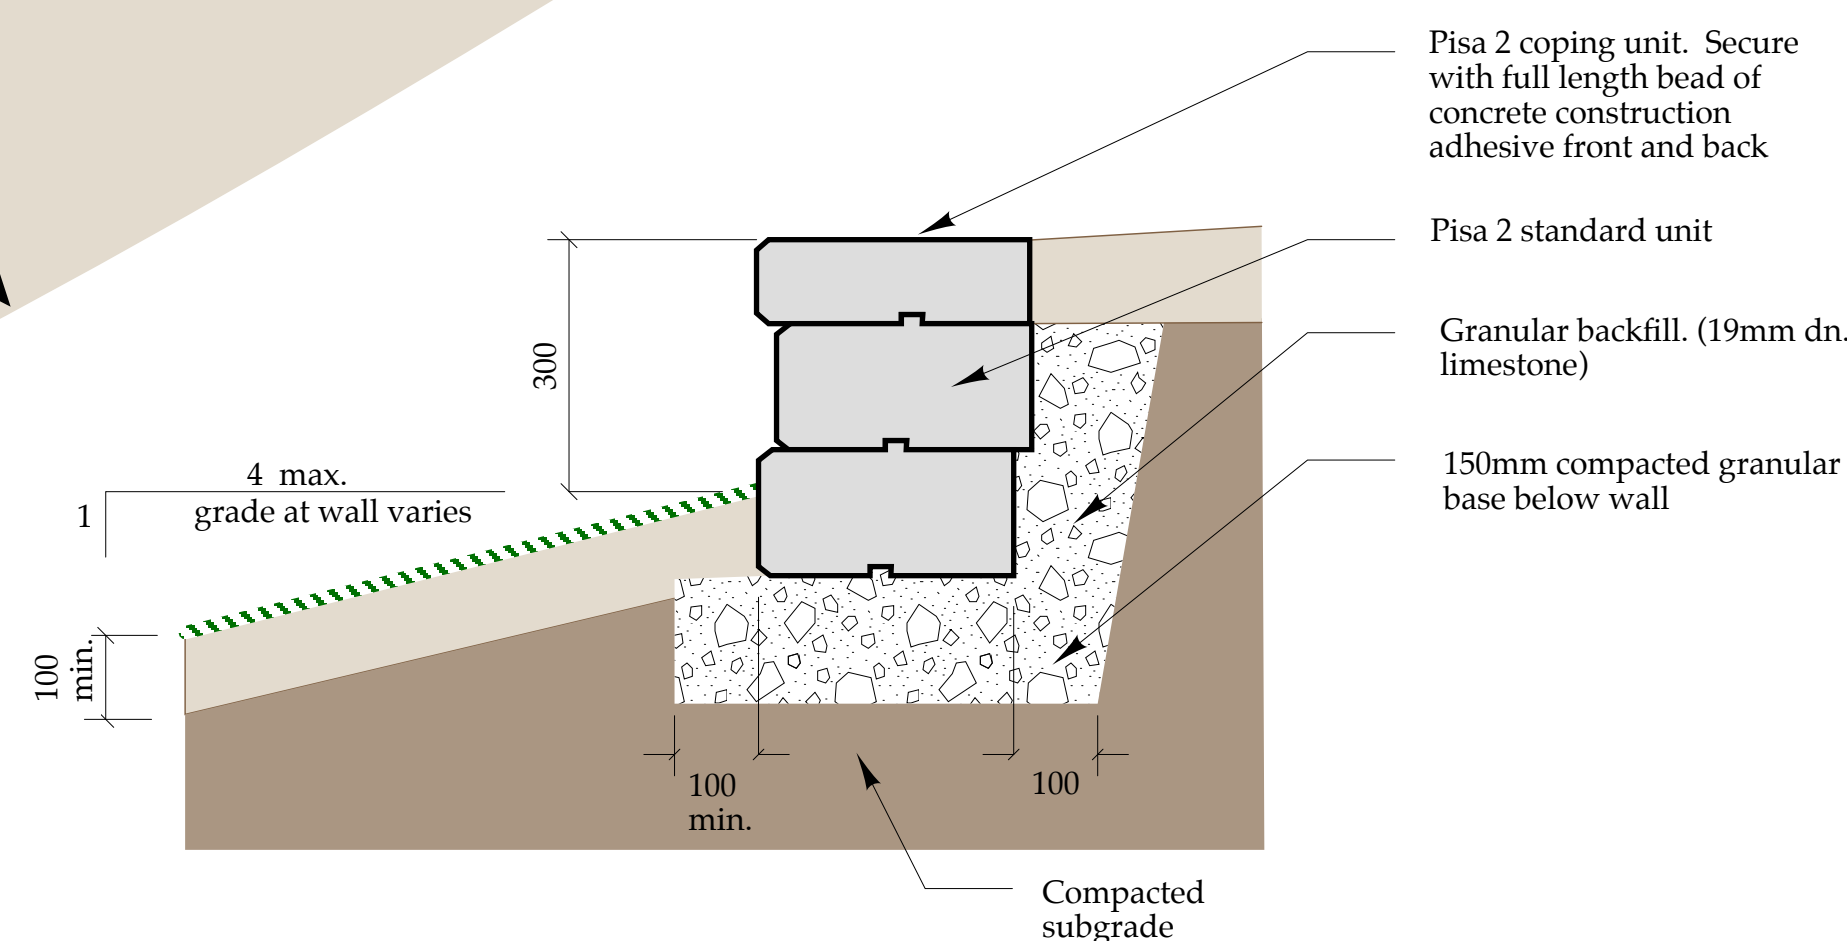 Pisa 2 coping unit.  Secure
with full length bead of
concrete construction
adhesive front and back
Pisa 2 standard unit
Granular backfill. (19mm dn.
limestone)
150mm compacted granular
base below wall
300
4  max.
1
grade at wall varies
100
min.
100
min.
100
Compacted
subgrade